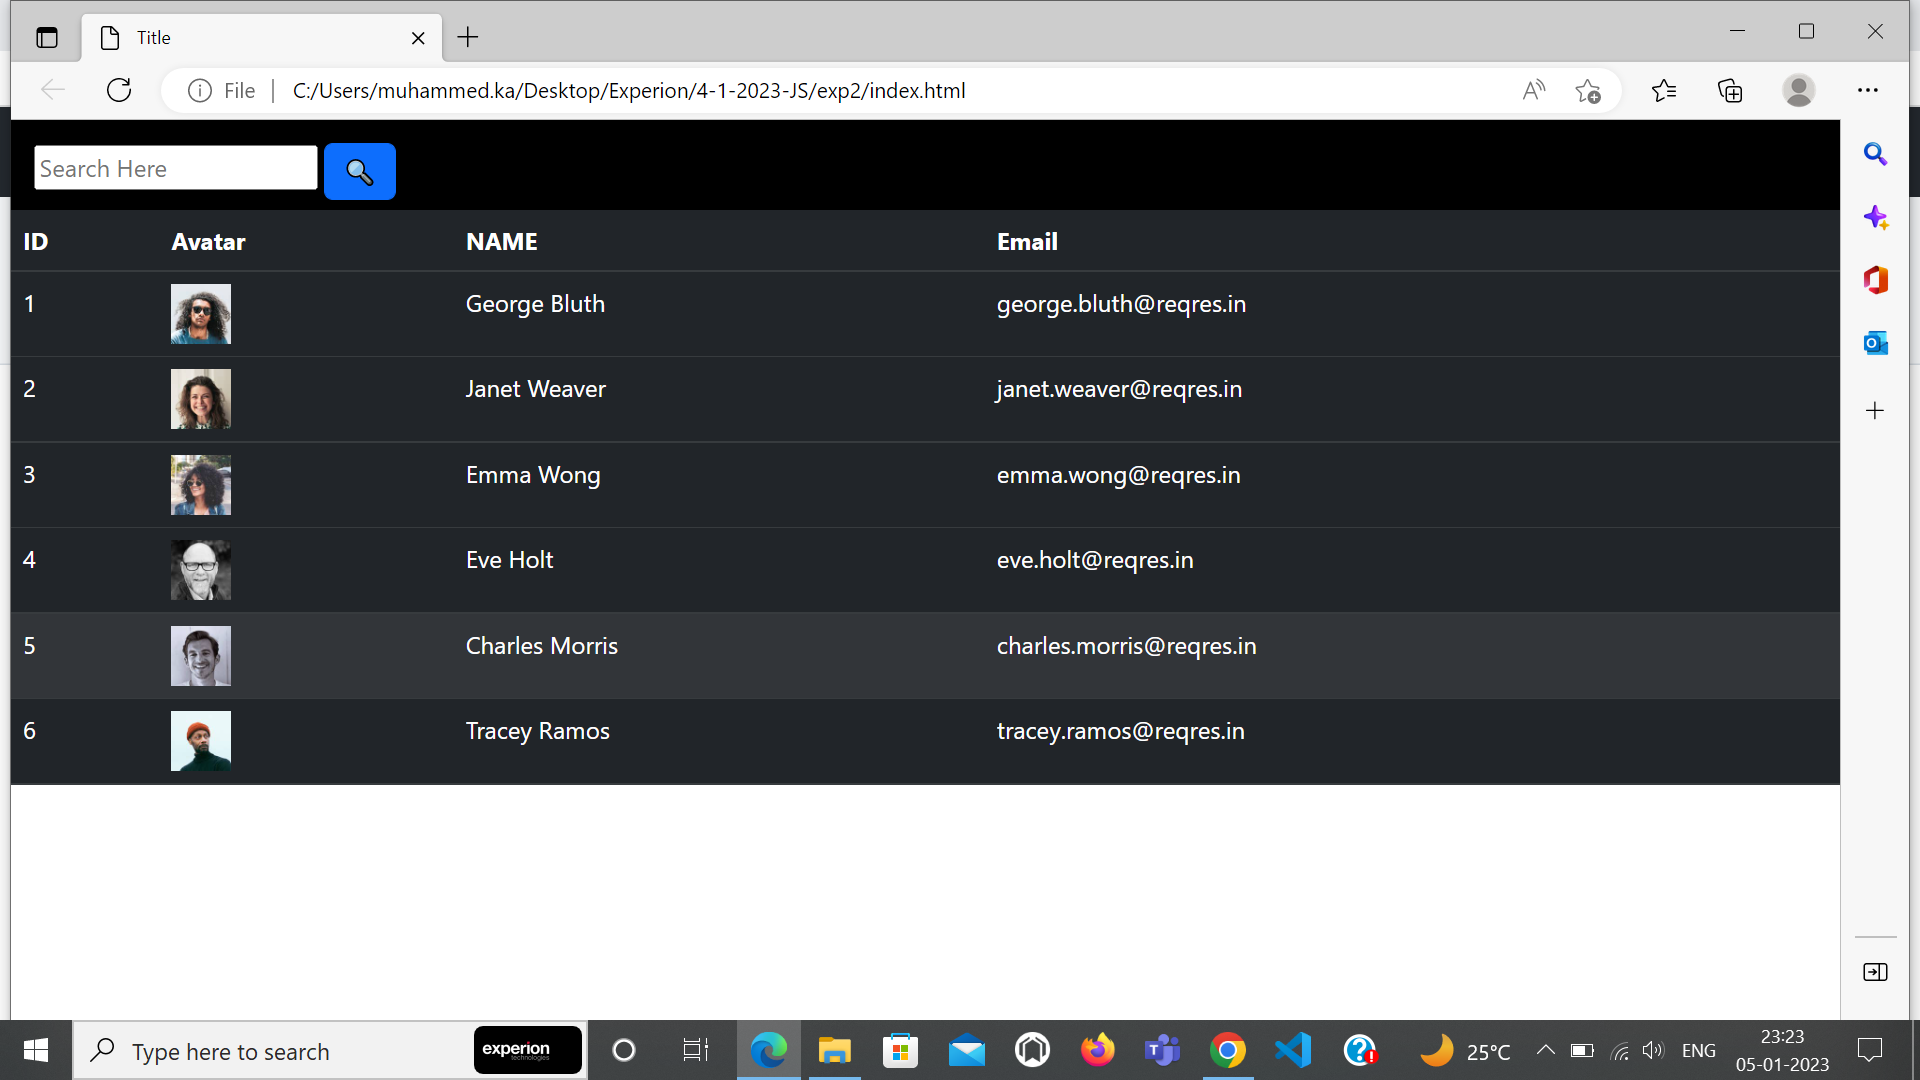 Title
File
C:/Users/muhammed.ka/Desktop/Experion/4-1-2023-JS/exp2/index.html
Search Here
ID Avatar NAME Email
1 George Bluth george.bluth@reqres.in
2 Janet Weaver janet.weaver@reqres.in
3 Emma Wong emma.wong@reqres.in
4 Eve Holt eve.holt@reqres.in
5 Charles Morris charles.morris@reqres.in
6 Tracey Ramos tracey.ramos@reqres.in
Type here to search
experion
technologies
25°C
ENG
23:23
05-01-2023